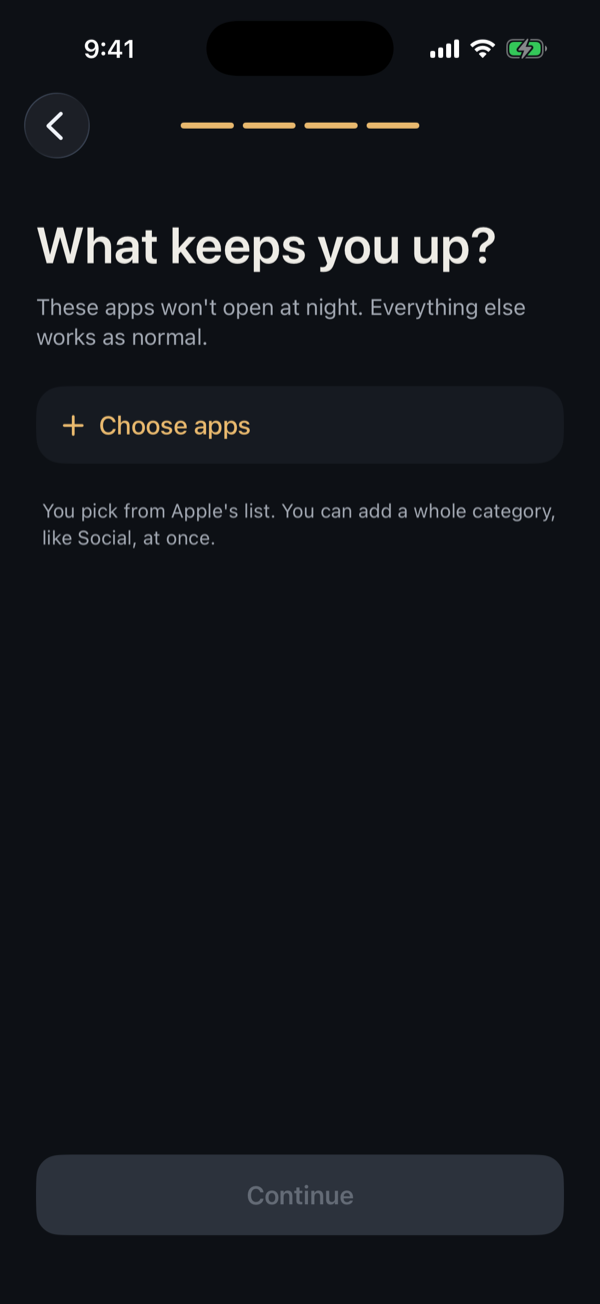 9:41
What keeps you up?
These apps won't open at night. Everything else
works as normal.
+ Choose apps
You pick from Apple's list. You can add a whole category,
like Social, at once.
Continue